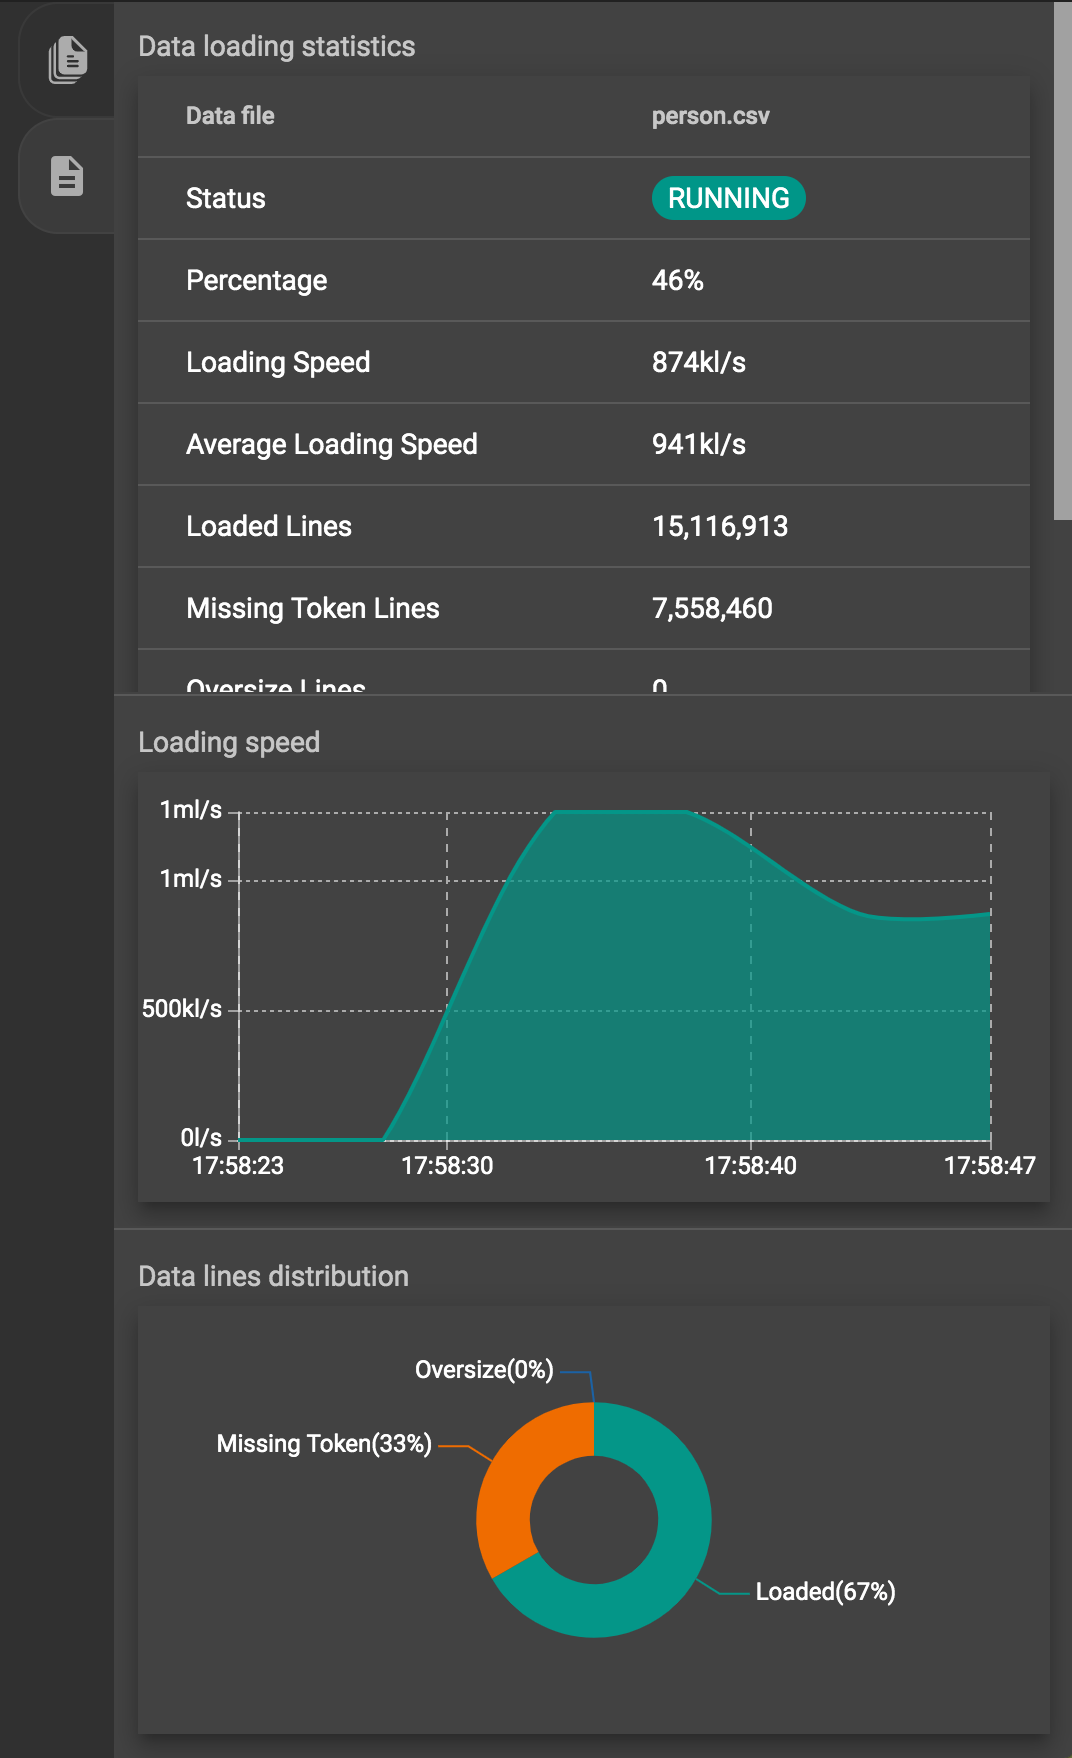 Data loading statistics
Data file person.csv
Status RUNNING
Percentage 46%
Loading Speed 874kl/s
Average Loading Speed 941kl/s
Loaded Lines 15,116,913
Missing Token Lines 7,558,460
Oversize Lines 0
Loading speed
1ml/s
1ml/s
500kl/s
0l/s
17:58:23 17:58:30 17:58:40 17:58:47
Data lines distribution
Oversize(0%)
Missing Token(33%)
Loaded(67%)